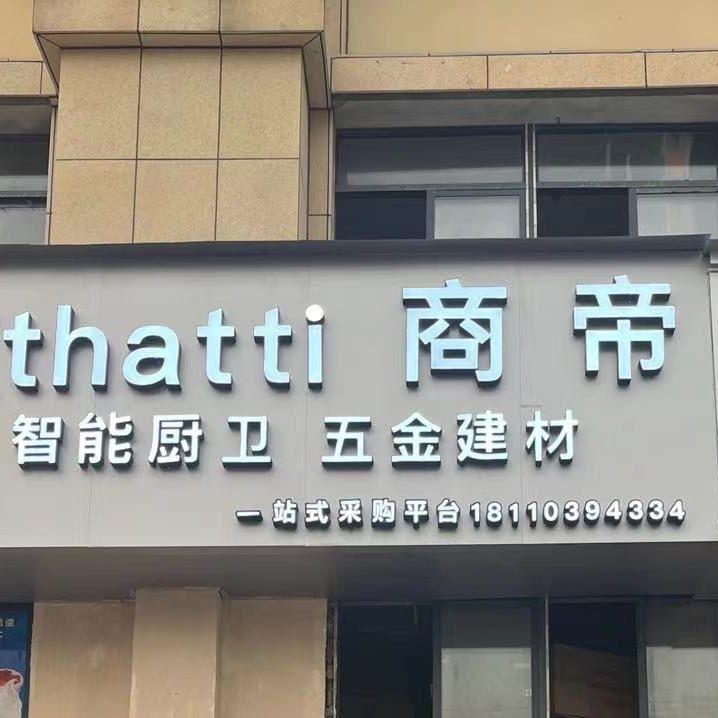 thatti 商帝
智能厨卫 五金建材
一站式采购平台18110394334